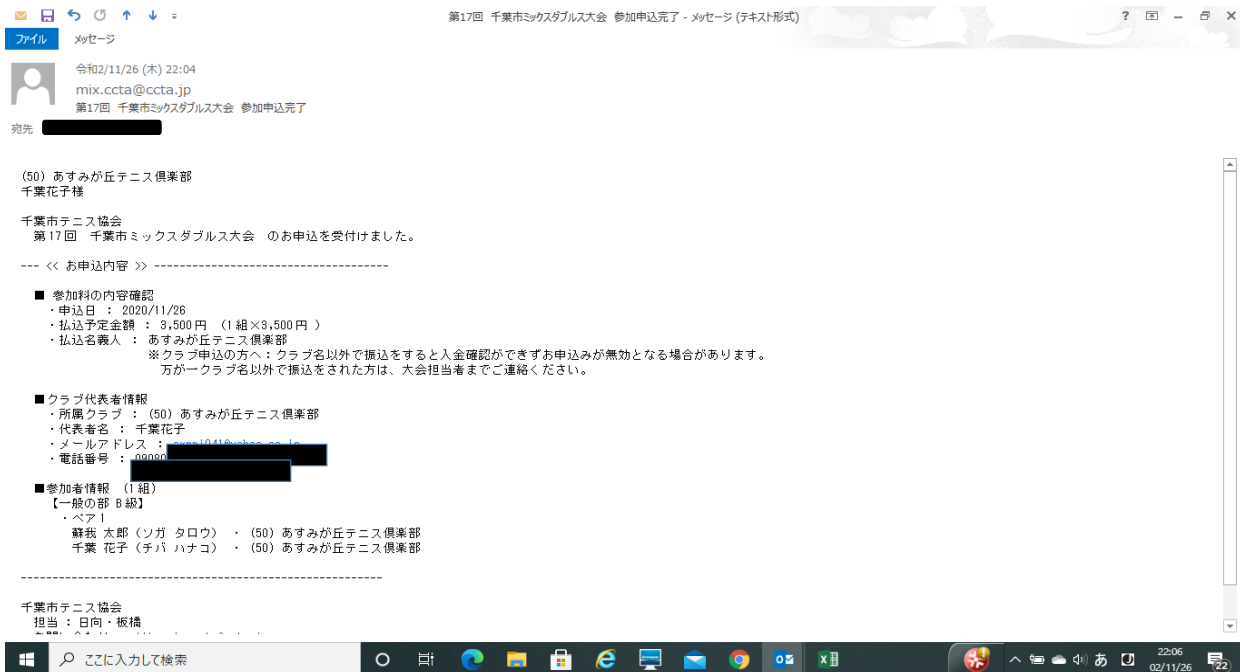 第17回 千葉市ミックスダブルス大会 参加申込完了 - メッセージ (テキスト形式)
ファイル メッセージ
令和2/11/26 (木) 22:04
mix.ccta@ccta.jp
第17回 千葉市ミックスダブルス大会 参加申込完了
宛先
(50) あすみが丘テニス倶楽部
千葉花子様
千葉市テニス協会
第17回 千葉市ミックスダブルス大会 のお申込を受付けました。
--- << お申込内容 >> -------------------------------------
■ 参加料の内容確認
・申込日 : 2020/11/26
・払込予定金額 : 3,500円 (1組×3,500円 )
・払込名義人 : あすみが丘テニス倶楽部
※クラブ申込の方へ:クラブ名以外で振込をすると入金確認ができずお申込みが無効となる場合があります。
万が一クラブ名以外で振込をされた方は、大会担当者までご連絡ください。
■クラブ代表者情報
・所属クラブ : (50) あすみが丘テニス倶楽部
・代表者名 : 千葉花子
・メールアドレス :
・電話番号 :
■参加者情報 (1組)
【一般の部 B級】
・ペア1
蘇我 太郎 (ソガ タロウ) ・ (50) あすみが丘テニス倶楽部
千葉 花子 (チバ ハナコ) ・ (50) あすみが丘テニス倶楽部
---------------------------------------------------------
千葉市テニス協会
担当 : 日向・板橋
ここに入力して検索
あ
22:06
02/11/26
22